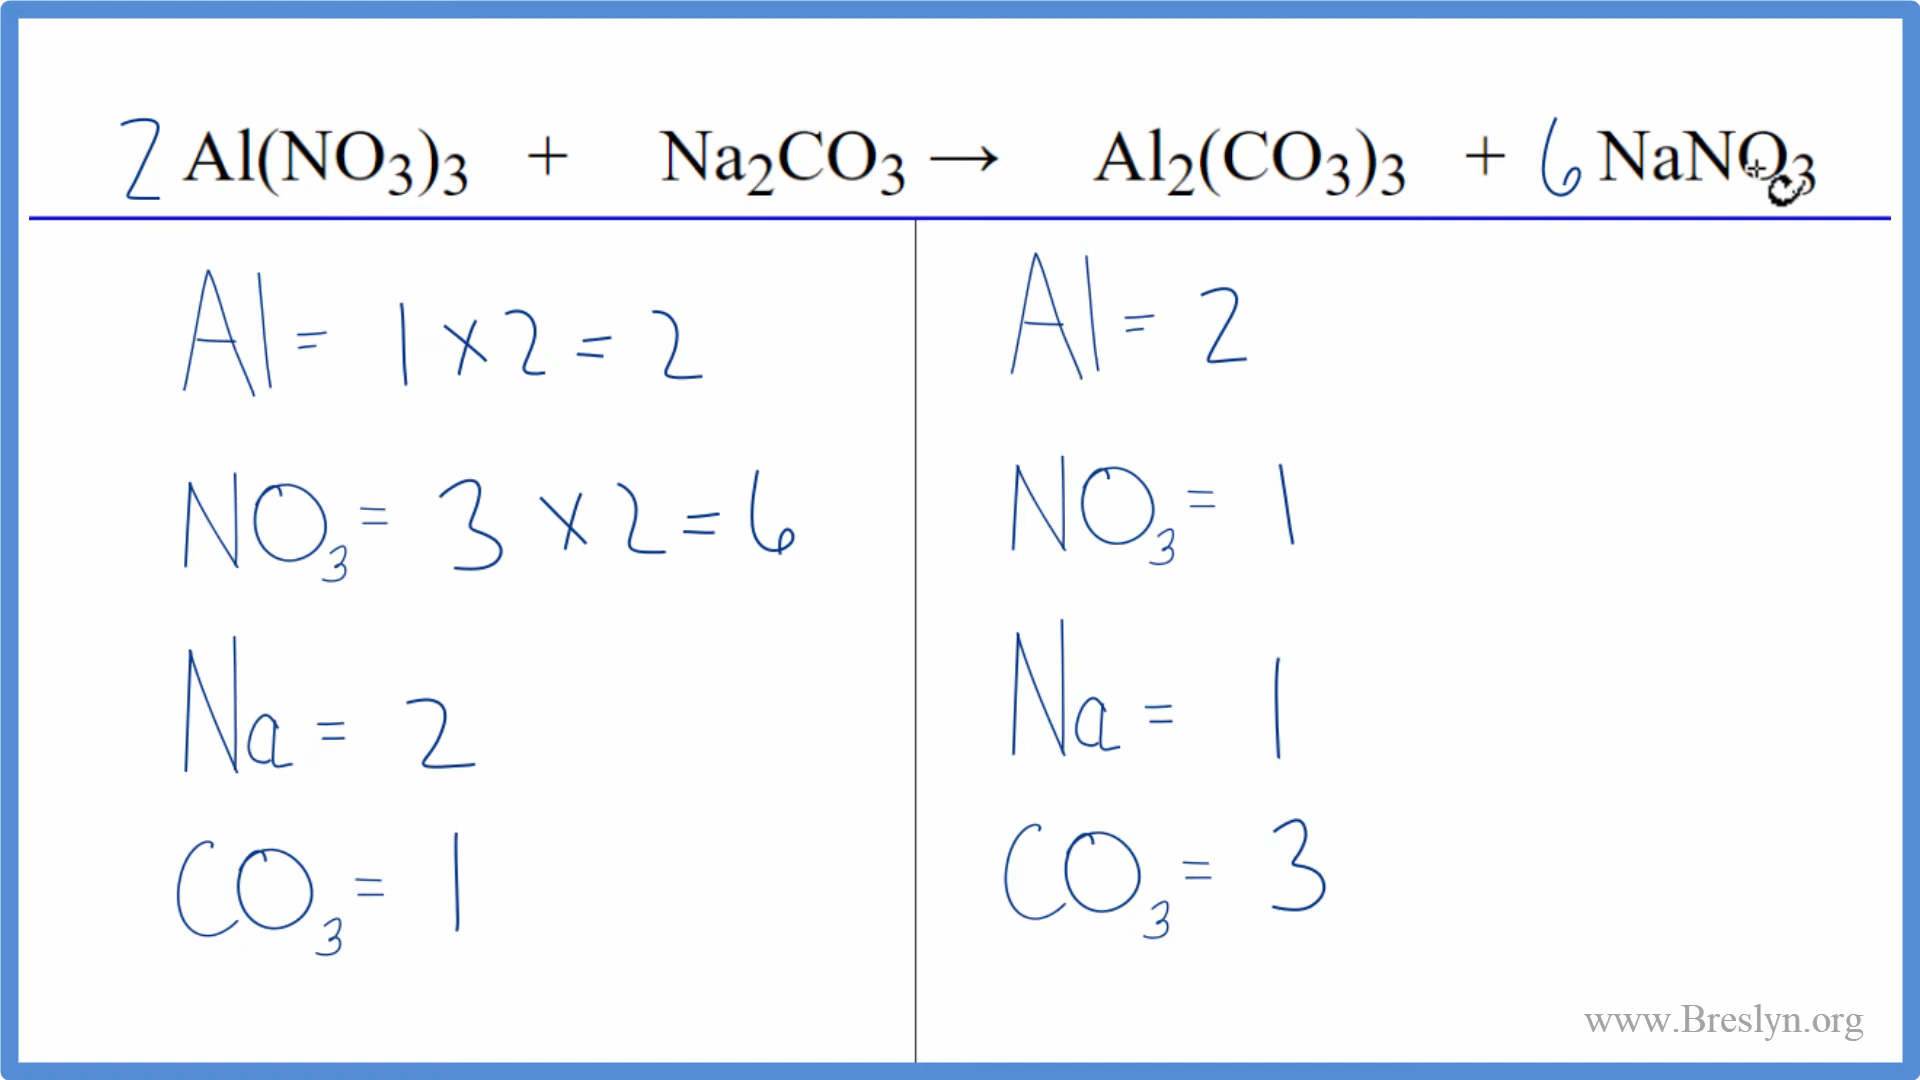 2 Al(NO3)3 + Na2CO3 → Al2(CO3)3 + 6 NaNO3
Al = 1 x 2 = 2
NO3 = 3 x 2 = 6
Na = 2
CO3 = 1
Al = 2
NO3 = 1
Na = 1
CO3 = 3
www.Breslyn.org